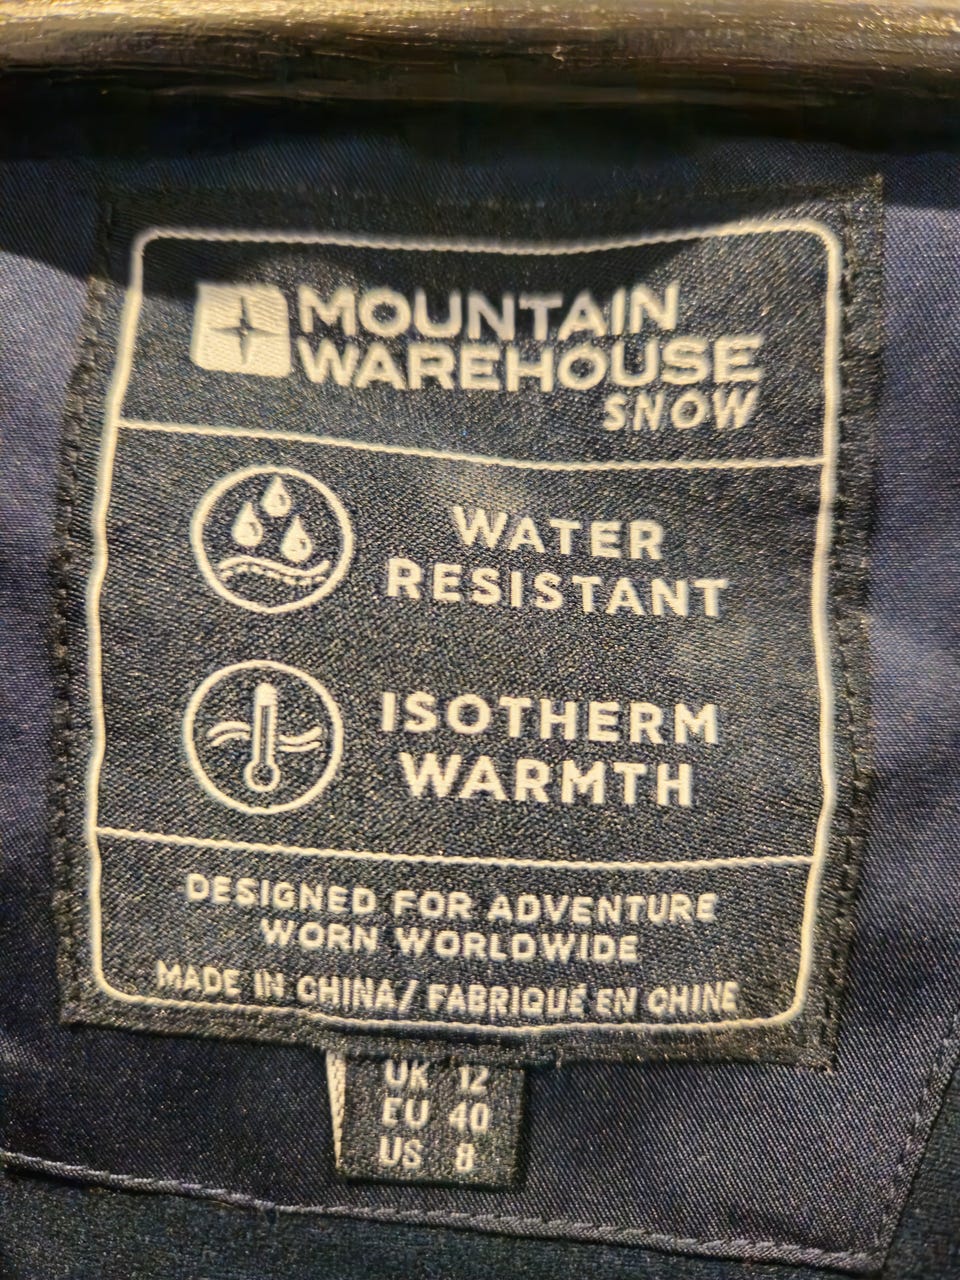 MOUNTAIN
WAREHOUSE
SNOW
WATER
RESISTANT
ISOTHERM
WARMTH
DESIGNED FOR ADVENTURE
WORN WORLDWIDE
MADE IN CHINA/ FABRIQUÉ EN CHINE
UK 12
EU 40
US 8